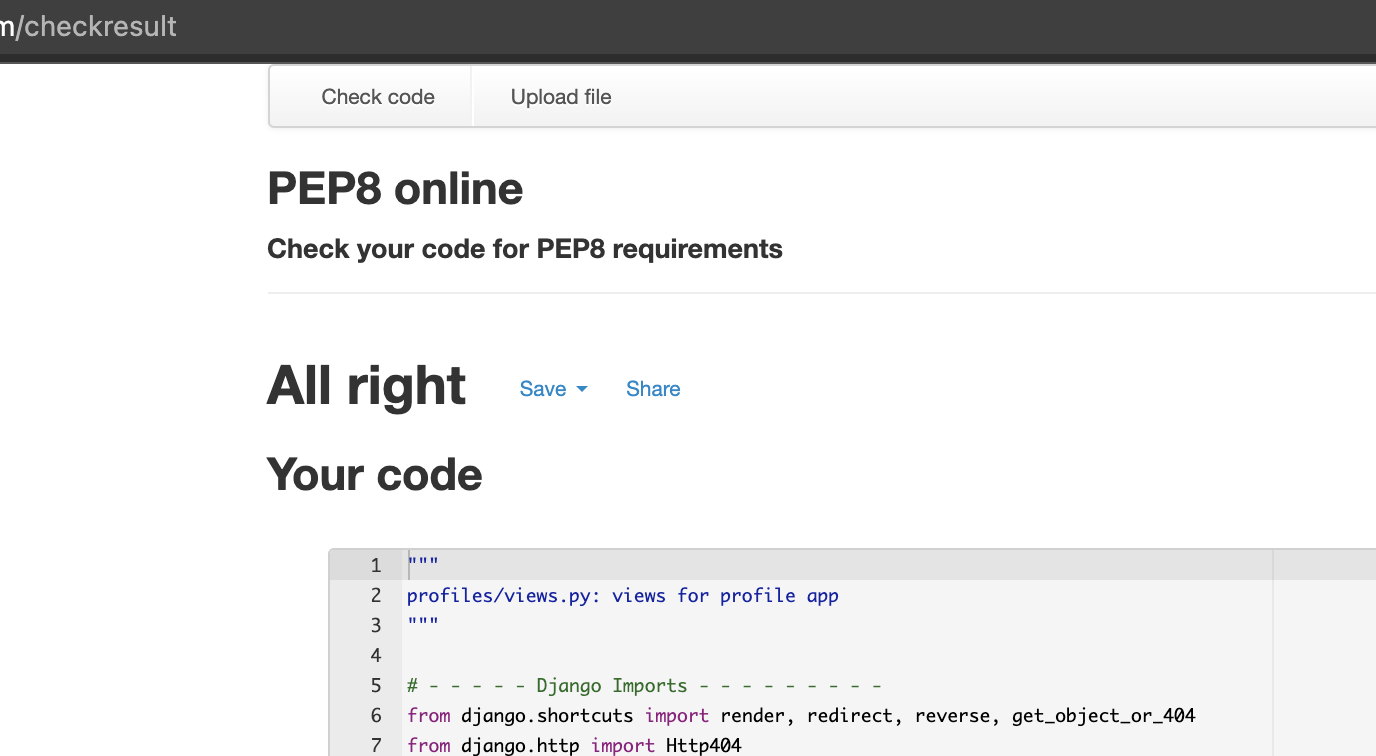 m/checkresult
Check code Upload file
PEP8 online
Check your code for PEP8 requirements
All right Save Share
Your code
1 """
2 profiles/views.py: views for profile app
3 """
4
5 # - - - - - Django Imports - - - - - - - - -
6 from django.shortcuts import render, redirect, reverse, get_object_or_404
7 from django.http import Http404